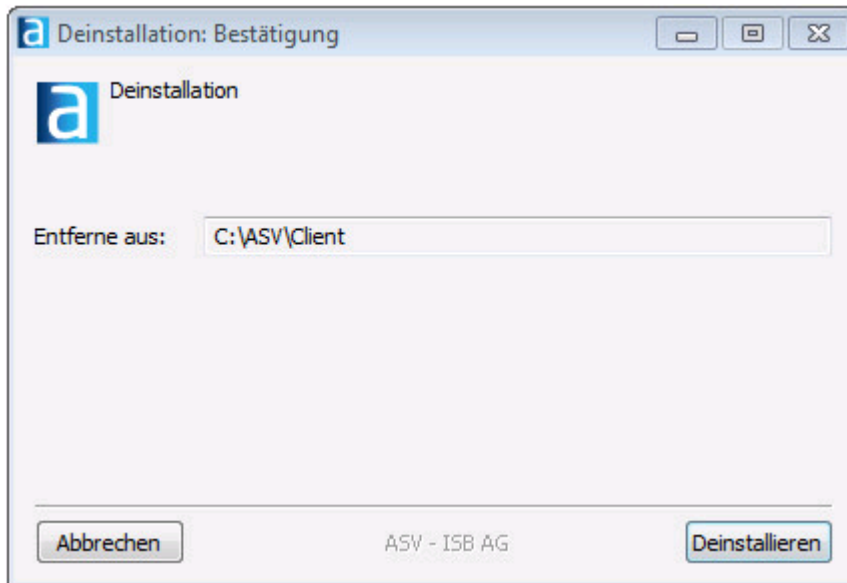 Deinstallation: Bestätigung
Deinstallation
Entferne aus: C:\ASV\Client
Abbrechen ASV - ISB AG Deinstallieren